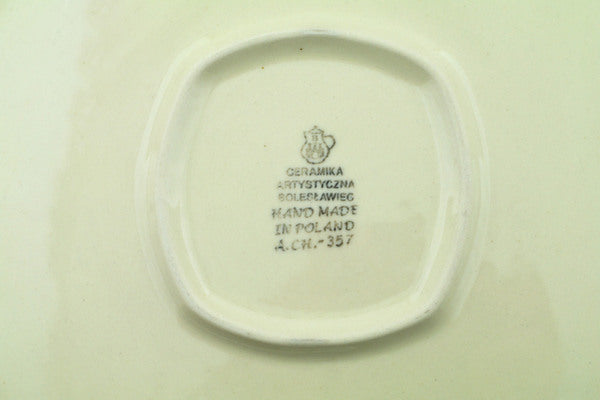 CERAMIKA
ARTYSTYCZNA
BOLESŁAWIEC
HAND MADE
IN POLAND
A.CH.-357